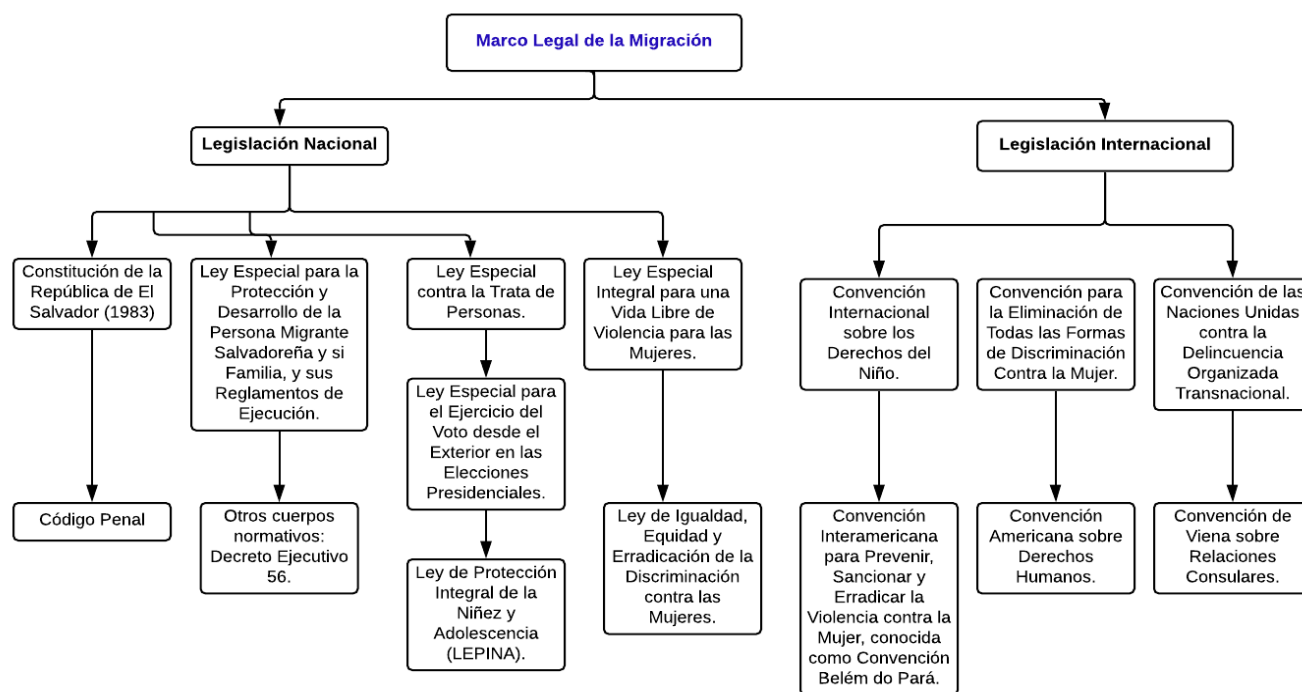 Marco Legal de la Migración
Legislación Nacional
Legislación Internacional
Constitución de la
República de El
Salvador (1983)
Ley Especial para la
Protección y
Desarrollo de la
Persona Migrante
Salvadoreña y si
Familia, y sus
Reglamentos de
Ejecución.
Ley Especial
contra la Trata de
Personas.
Ley Especial
Integral para una
Vida Libre de
Violencia para las
Mujeres.
Convención
Internacional
sobre los
Derechos del
Niño.
Convención para
la Eliminación de
Todas las Formas
de Discriminación
Contra la Mujer.
Convención de las
Naciones Unidas
contra la
Delincuencia
Organizada
Transnacional.
Ley Especial para
el Ejercicio del
Voto desde el
Exterior en las
Elecciones
Presidenciales.
Código Penal
Otros cuerpos
normativos:
Decreto Ejecutivo
56.
Ley de Protección
Integral de la
Niñez y
Adolescencia
(LEPINA).
Ley de Igualdad,
Equidad y
Erradicación de la
Discriminación
contra las
Mujeres.
Convención
Interamericana
para Prevenir,
Sancionar y
Erradicar la
Violencia contra la
Mujer, conocida
como Convención
Belém do Pará.
Convención
Americana sobre
Derechos
Humanos.
Convención de
Viena sobre
Relaciones
Consulares.